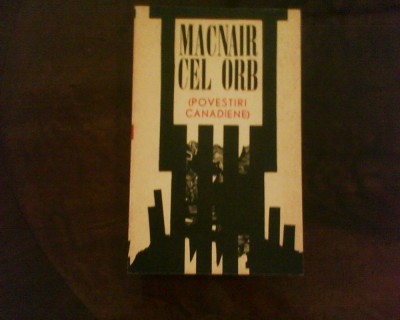 MACNAIR
CEL ORB
(POVESTIRI
CANADIENE)